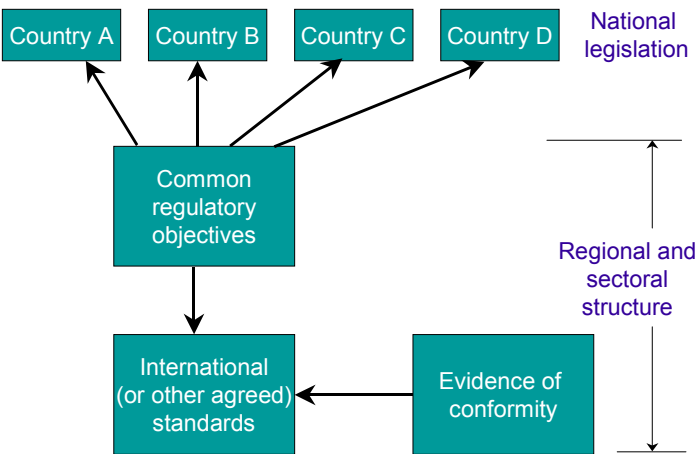 Country A
Country B
Country C
Country D
National
legislation
Common
regulatory
objectives
Regional and
sectoral
structure
International
(or other agreed)
standards
Evidence of
conformity